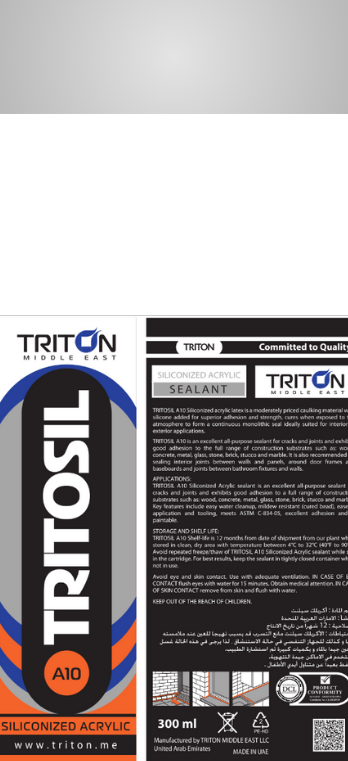 TRITON
MIDDLE EAST
TRITOSIL
A10
SILICONIZED ACRYLIC
www.triton.me
TRITON
Committed to Quality
SILICONIZED ACRYLIC
SEALANT
TRITON
MIDDLE EAST
TRITOSIL A10 Siliconized acrylic latex is a moderately priced caulking material
silicone added for superior adhesion and strength, cures when exposed to
atmosphere to form a continuous monolithic seal ideally suited for interior
exterior applications.
TRITOSIL A10 is an excellent all-purpose sealant for cracks and joints and
good adhesion to the full range of construction substrates such as
concrete, metal, glass, stone, brick, stucco and marble. It is also recommended
sealing interior joints between walls and panels, around door frames
baseboards and joints between bathroom fixtures and walls.
APPLICATIONS:
TRITOSIL A10 Siliconized Acrylic sealant is an excellent all-purpose sealant
cracks and joints and exhibits good adhesion to a full range of
substrates such as: wood, concrete, metal, glass, stone, brick, stucco and
Key features include easy water cleanup, mildew resistant (cured bead),
application and tooling, meets ASTM C-834-05, excellent adhesion and
paintable.
STORAGE AND SHELF LIFE:
TRITOSIL A10 Shelf-life is 12 months from date of shipment from our plant
stored in clean, dry area with temperature between 4°C to 32°C (40°F to
Avoid repeated freeze/thaw of TRITOSIL A10 Siliconized Acrylic sealant while
in the cartridge. For best results, keep the sealant in tightly closed container
not in use.
Avoid eye and skin contact. Use with adequate ventilation. IN CASE OF
CONTACT flush eyes with water for 15 minutes. Obtain medical attention. IN
OF SKIN CONTACT remove from skin and flush with water.
KEEP OUT OF THE REACH OF CHILDREN.
أكريلك سيلنت
الامارات العربية المتحدة
12 شهرا من تاريخ الانتاج
DCL
PRODUCT
CONFORMITY
300 ml
PE-HD
Manufactured by TRITON MIDDLE EAST LLC
United Arab Emirates
MADE IN UAE